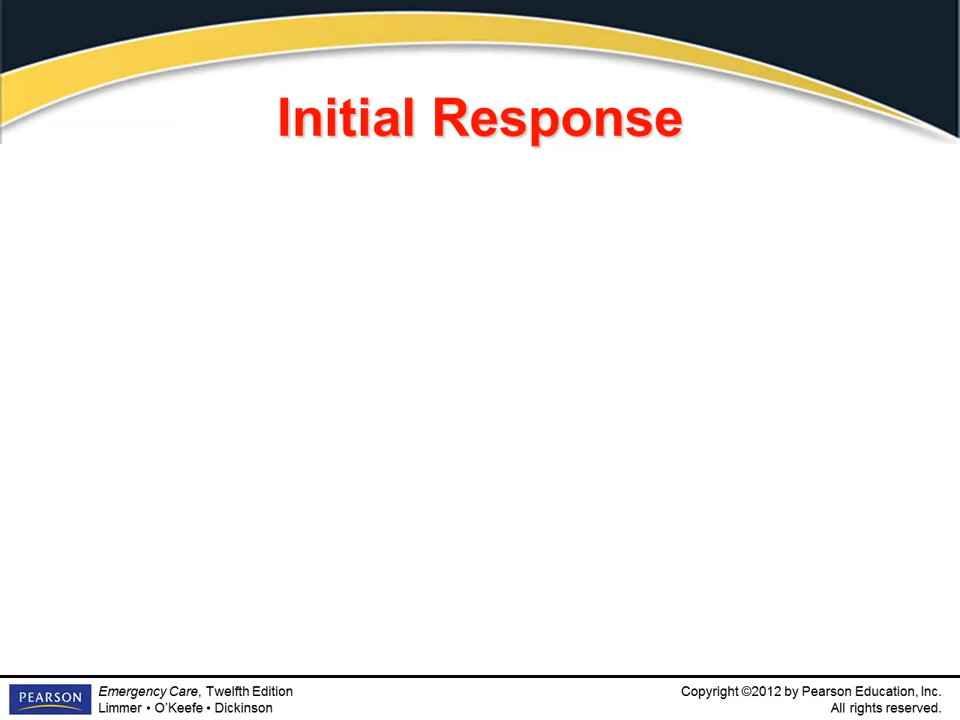 Initial Response
PEARSON
Emergency Care, Twelfth Edition
Limmer • O’Keefe • Dickinson
Copyright ©2012 by Pearson Education, Inc.
All rights reserved.